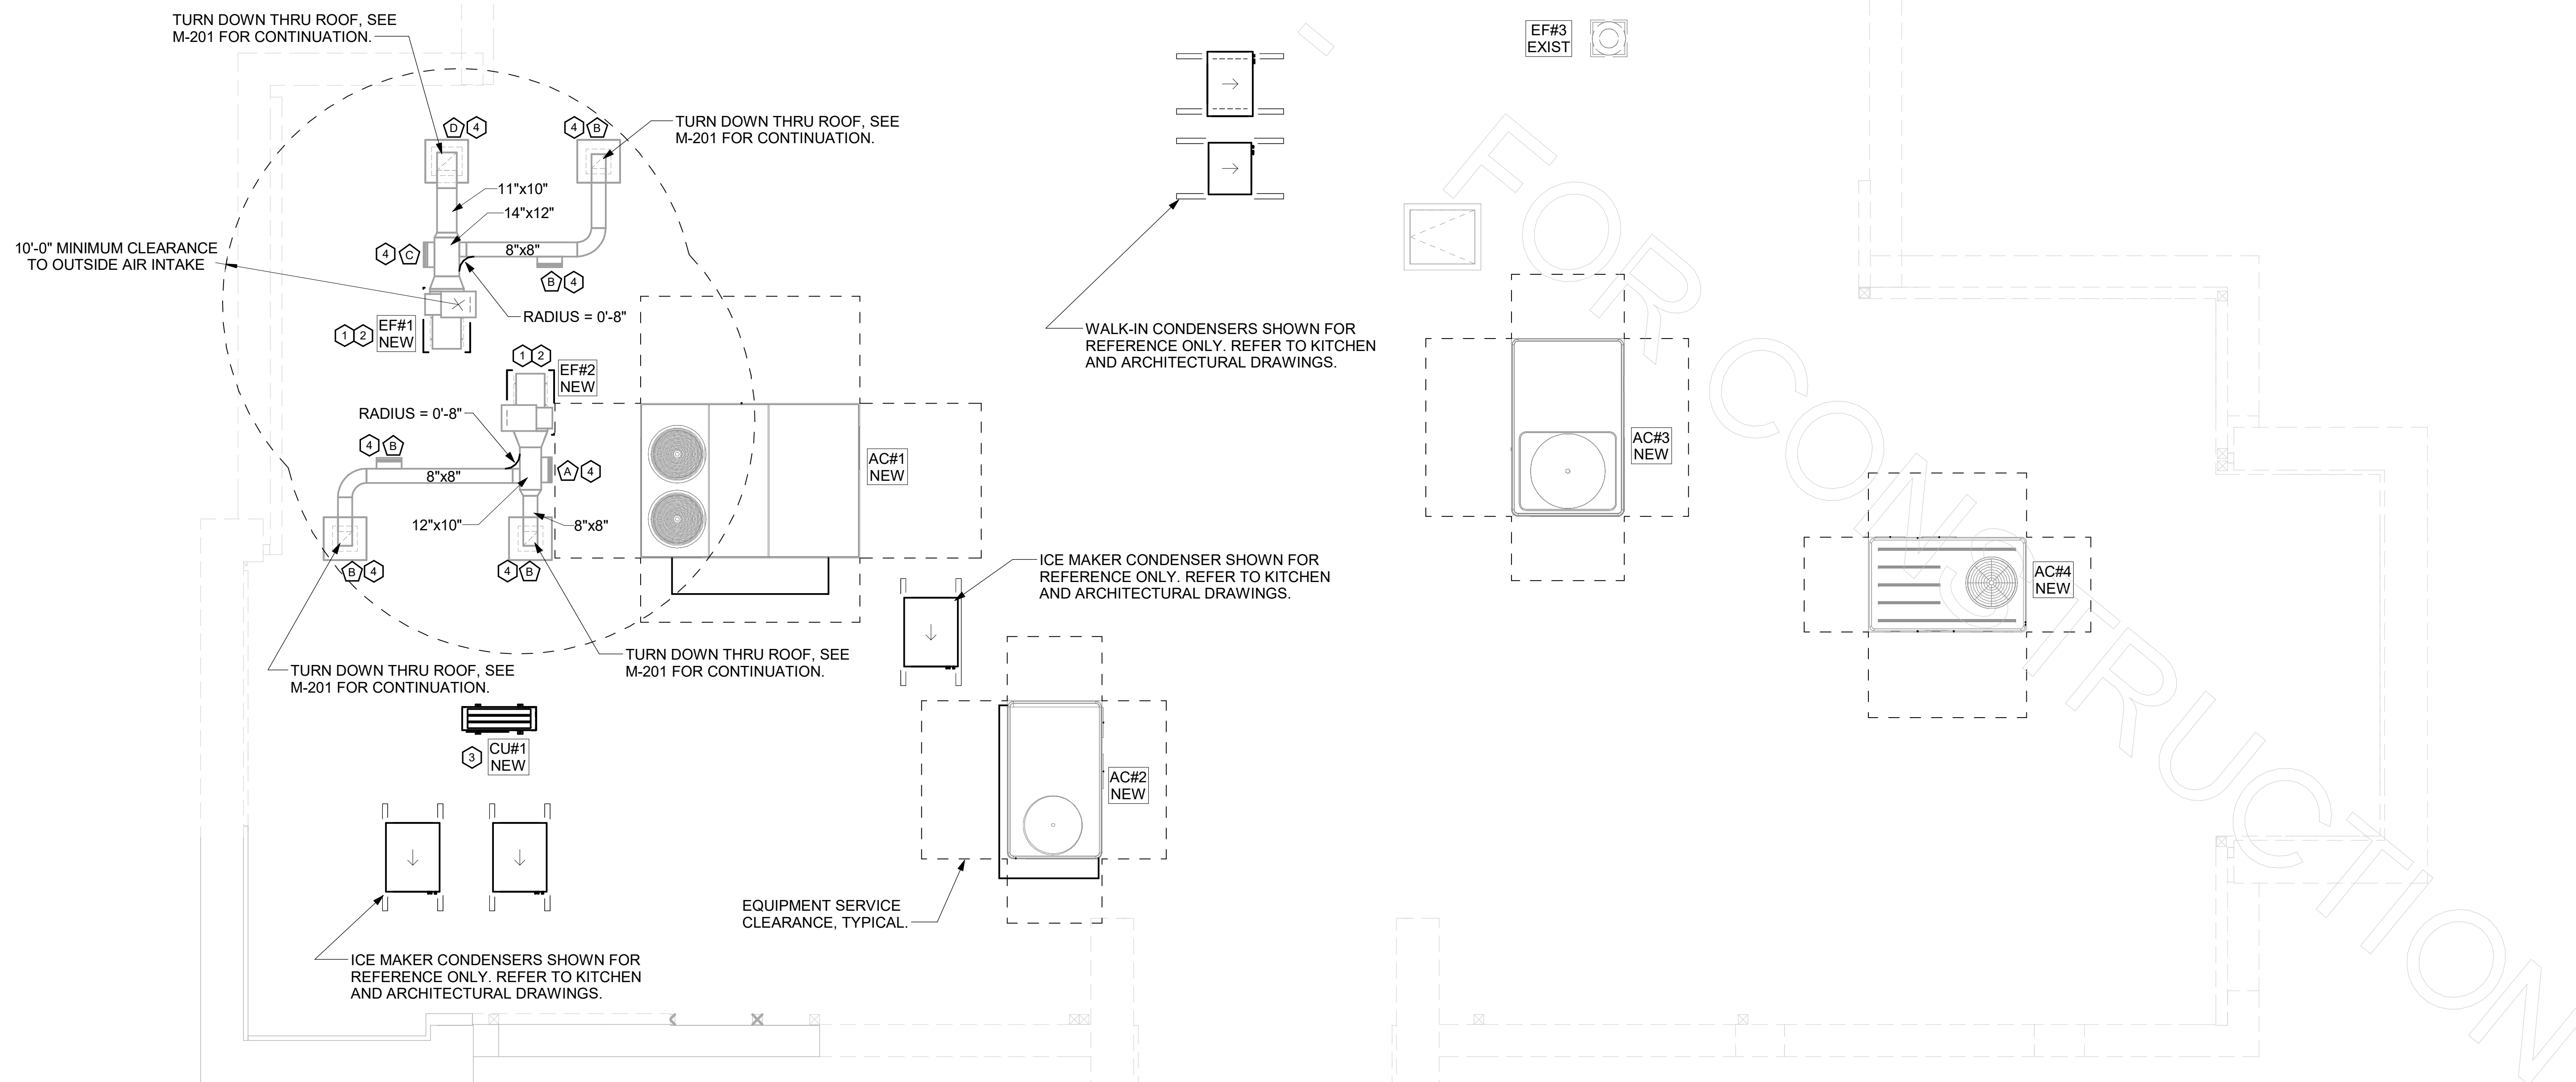 TURN DOWN THRU ROOF, SEE
M-201 FOR CONTINUATION.
EF#3
EXIST
D 4
4 B
TURN DOWN THRU ROOF, SEE
M-201 FOR CONTINUATION.
11"x10"
14"x12"
10'-0" MINIMUM CLEARANCE
TO OUTSIDE AIR INTAKE
4 C
8"x8"
B 4
RADIUS = 0'-8"
1 2
EF#1
NEW
WALK-IN CONDENSERS SHOWN FOR
REFERENCE ONLY. REFER TO KITCHEN
AND ARCHITECTURAL DRAWINGS.
1 2
EF#2
NEW
RADIUS = 0'-8"
4 B
8"x8"
A 4
12"x10"
8"x8"
B 4
4 B
AC#1
NEW
AC#3
NEW
AC#4
NEW
ICE MAKER CONDENSER SHOWN FOR
REFERENCE ONLY. REFER TO KITCHEN
AND ARCHITECTURAL DRAWINGS.
TURN DOWN THRU ROOF, SEE
M-201 FOR CONTINUATION.
TURN DOWN THRU ROOF, SEE
M-201 FOR CONTINUATION.
3
CU#1
NEW
AC#2
NEW
EQUIPMENT SERVICE
CLEARANCE, TYPICAL.
ICE MAKER CONDENSERS SHOWN FOR
REFERENCE ONLY. REFER TO KITCHEN
AND ARCHITECTURAL DRAWINGS.
FOR CONSTRUCTION